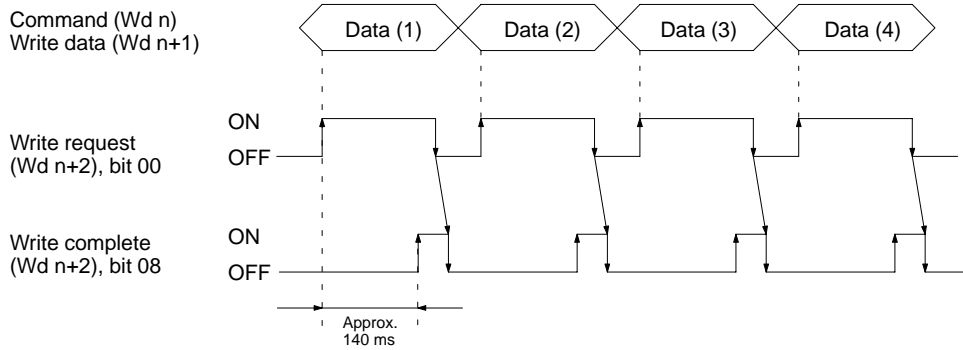 Command (Wd n)
Write data (Wd n+1)
Data (1)
Data (2)
Data (3)
Data (4)
Write request
(Wd n+2), bit 00
ON
OFF
Write complete
(Wd n+2), bit 08
ON
OFF
Approx.
140 ms